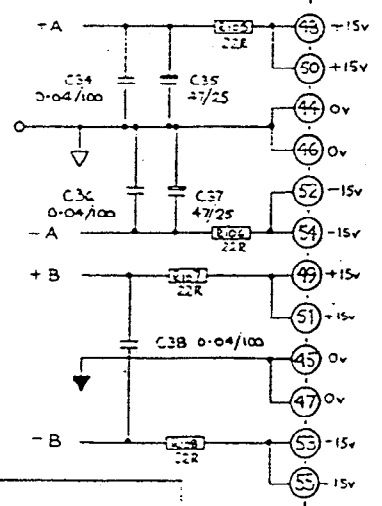 +A R105 43 +15v
22R
50 +15v
C34 C35
0.04/100 47/25
44 0v
46 0v
C36 C37 52 -15v
0.04/100 47/25
-A R106 54 -15v
22R
+B R107 49 +15v
22R
51 +15v
C38 0.04/100 45 0v
47 0v
-B R108 53 -15v
22R
55 -15v